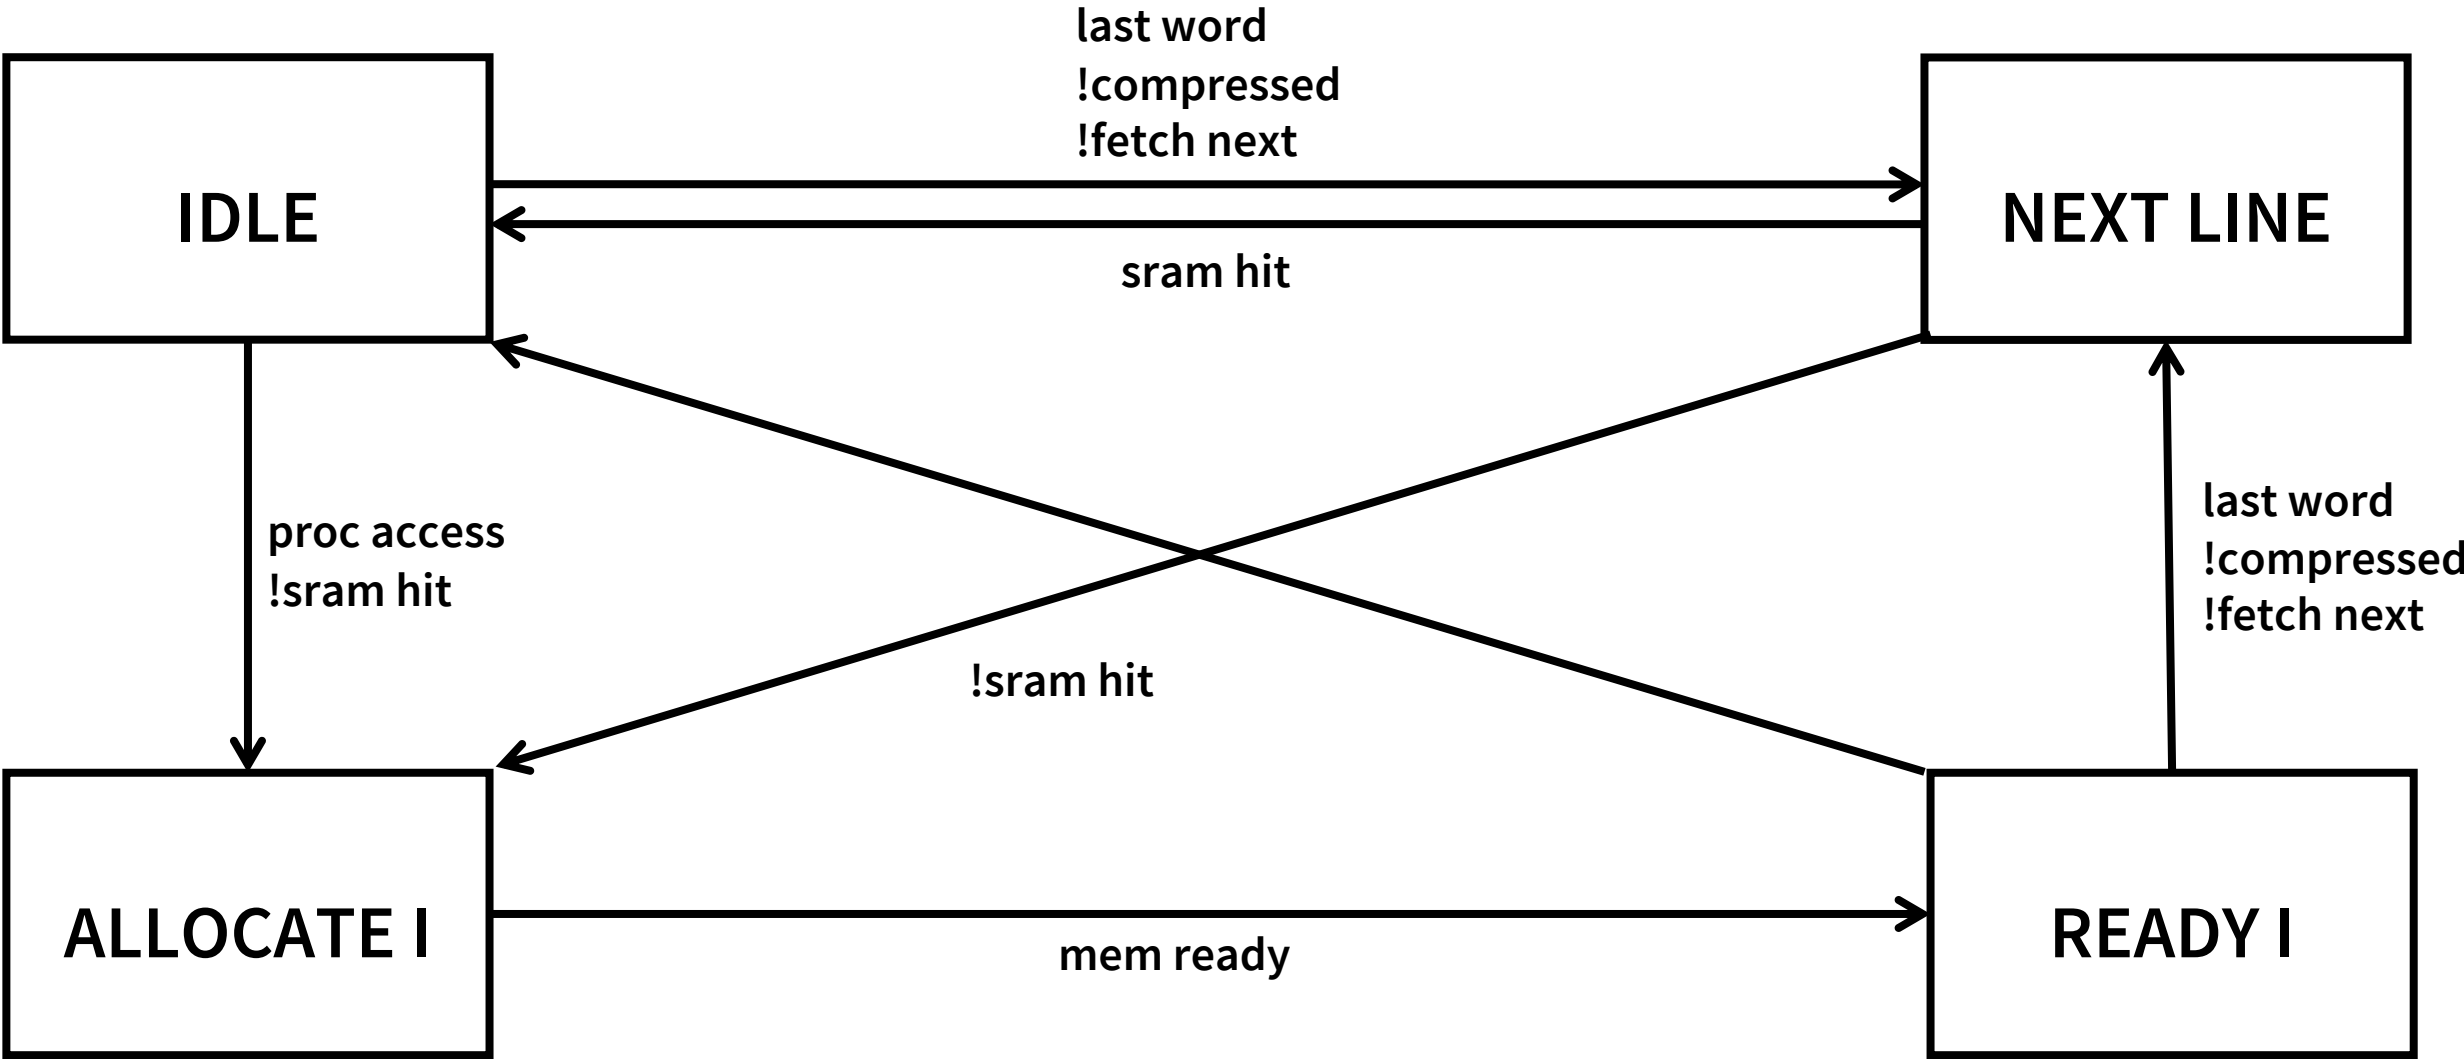 last word
!compressed
!fetch next
IDLE
NEXT LINE
sram hit
proc access
!sram hit
last word
!compressed
!fetch next
!sram hit
ALLOCATE I
READY I
mem ready